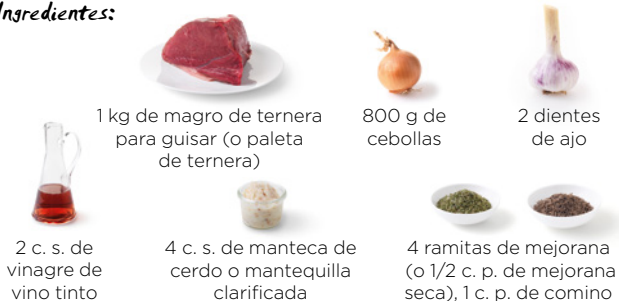 Ingredientes:
1 kg de magro de ternera
para guisar (o paleta
de ternera)
800 g de
cebollas
2 dientes
de ajo
2 c. s. de
vinagre de
vino tinto
4 c. s. de manteca de
cerdo o mantequilla
clarificada
4 ramitas de mejorana
(o 1/2 c. p. de mejorana
seca), 1 c. p. de comino